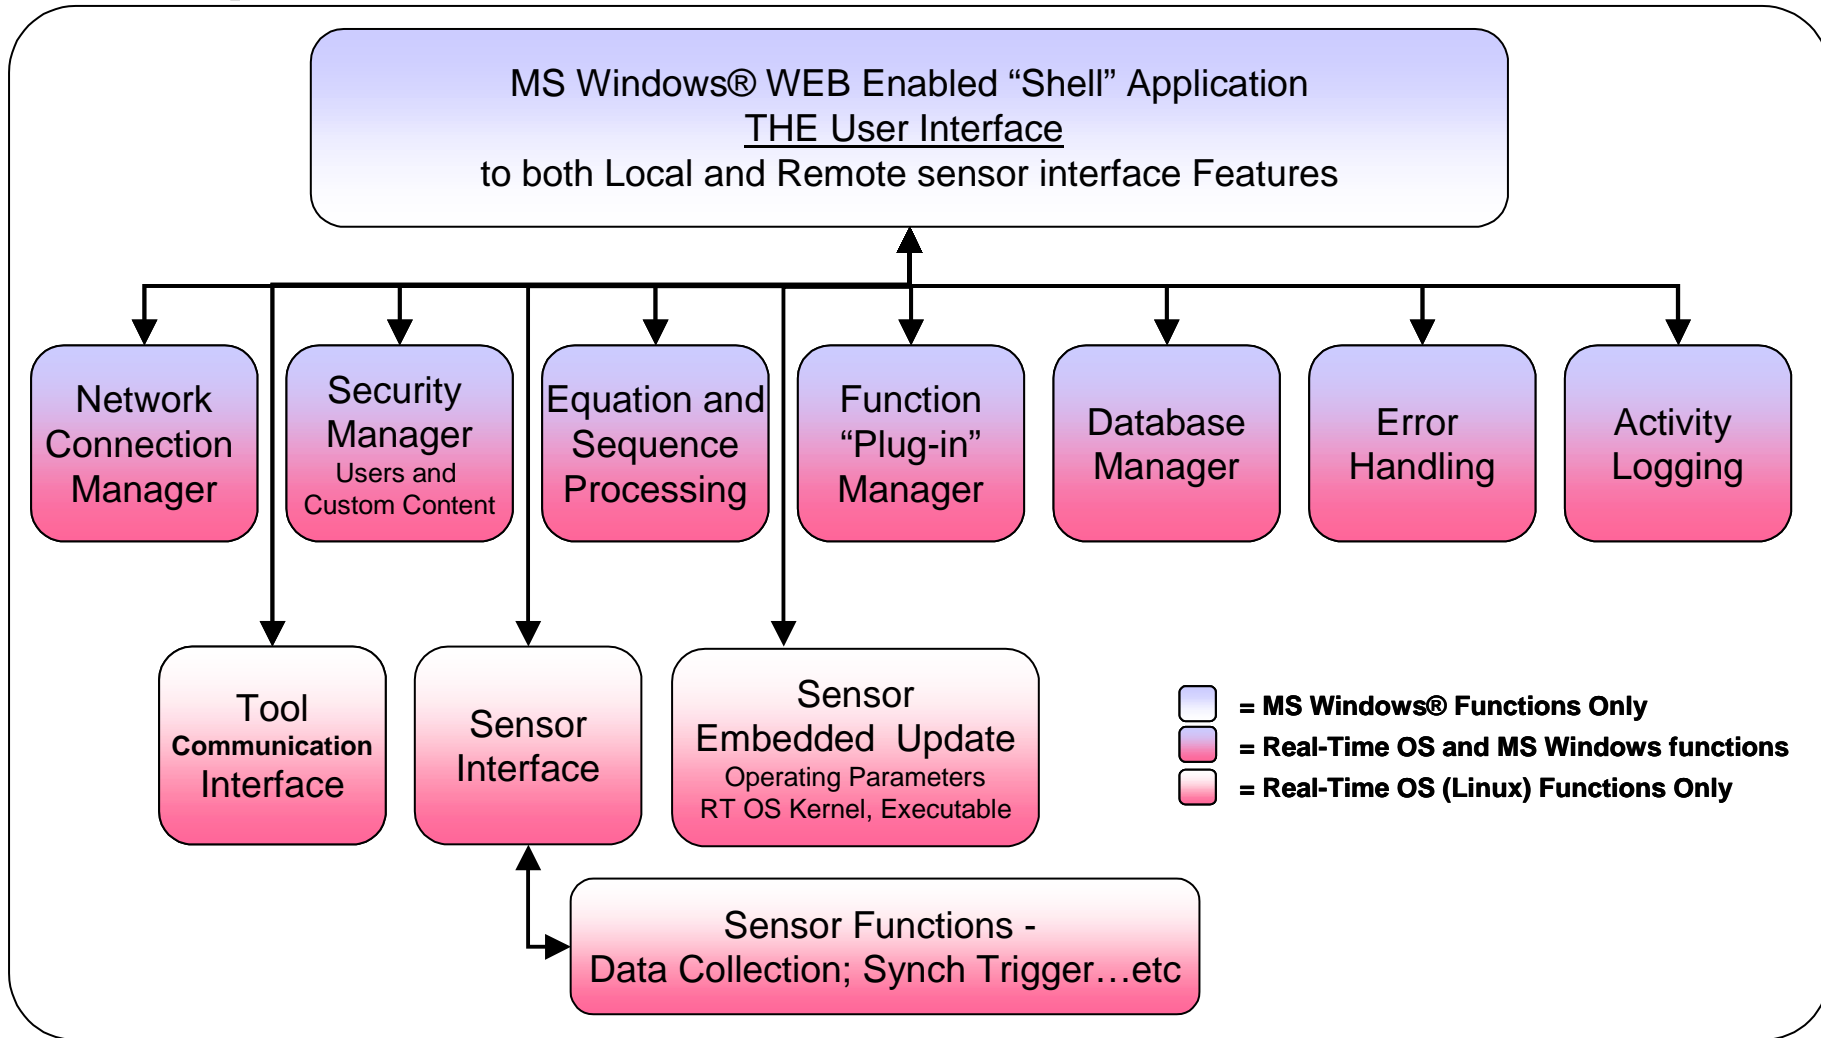 MS Windows® WEB Enabled “Shell” Application
THE User Interface
to both Local and Remote sensor interface Features
Network
Connection
Manager
Security
Manager
Users and
Custom Content
Equation and
Sequence
Processing
Function
“Plug-in”
Manager
Database
Manager
Error
Handling
Activity
Logging
Tool
Communication
Interface
Sensor
Interface
Sensor
Embedded Update
Operating Parameters
RT OS Kernel, Executable
= MS Windows® Functions Only
= Real-Time OS and MS Windows functions
= Real-Time OS (Linux) Functions Only
Sensor Functions -
Data Collection; Synch Trigger…etc